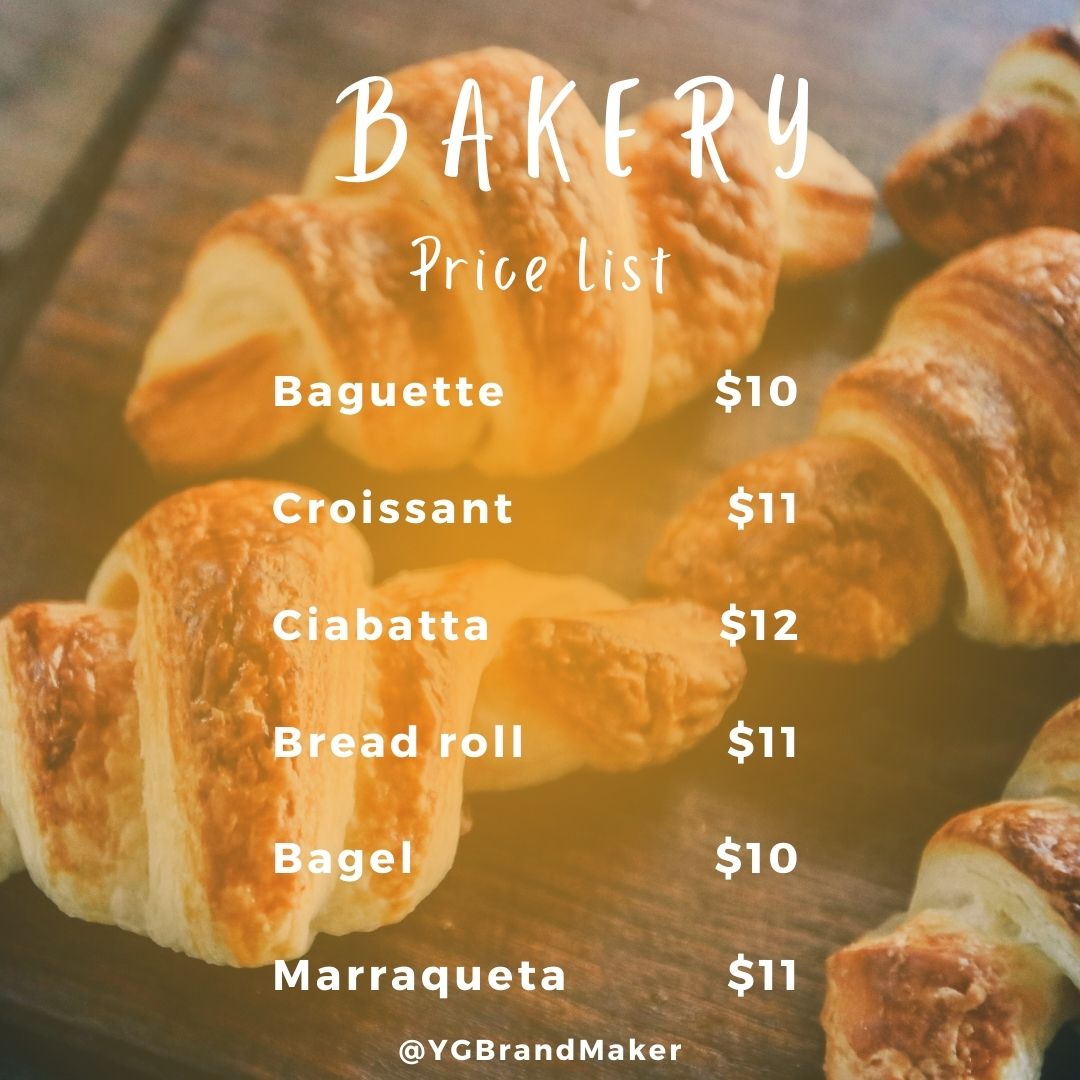 BAKERY
Price List
Baguette $10
Croissant $11
Ciabatta $12
Bread roll $11
Bagel $10
Marraqueta $11
@YGBrandMaker